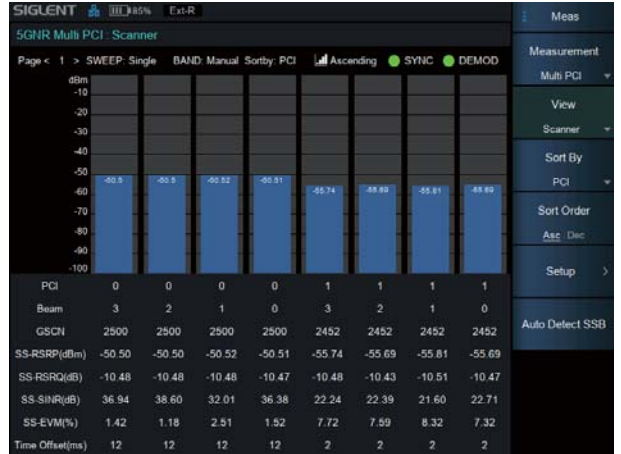 SIGLENT 85% Ext-R
5GNR Multi PCI : Scanner
Page < 1 > SWEEP: Single BAND: Manual Sortby: PCI Ascending SYNC DEMOD
dBm
-10
-20
-30
-40
-50
-60
-70
-80
-90
-100
-50.5 -50.5 -50.52 -50.51 -55.74 -55.69 -55.81 -55.69
PCI 0 0 0 0 1 1 1 1
Beam 3 2 1 0 3 2 1 0
GSCN 2500 2500 2500 2500 2452 2452 2452 2452
SS-RSRP(dBm) -50.50 -50.50 -50.52 -50.51 -55.74 -55.69 -55.81 -55.69
SS-RSRQ(dB) -10.48 -10.48 -10.48 -10.47 -10.48 -10.43 -10.51 -10.47
SS-SINR(dB) 36.94 38.60 32.01 36.38 22.24 22.39 21.60 22.71
SS-EVM(%) 1.42 1.18 2.51 1.52 7.72 7.59 8.32 7.32
Time Offset(ms) 12 12 12 12 2 2 2 2
Meas
Measurement
Multi PCI
View
Scanner
Sort By
PCI
Sort Order
Asc Dec
Setup >
Auto Detect SSB